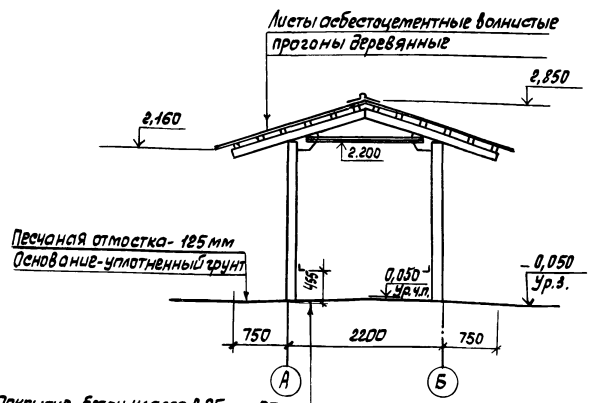 Листы асбестоцементные волнистые
прогоны деревянные
2,850
2,160
2.200
Песчаная отмостка - 125 мм
Основание-уплотненный грунт
455
0,050
Ур.ч.п.
- 0,050
Ур.з.
750
2200
750
А
Б